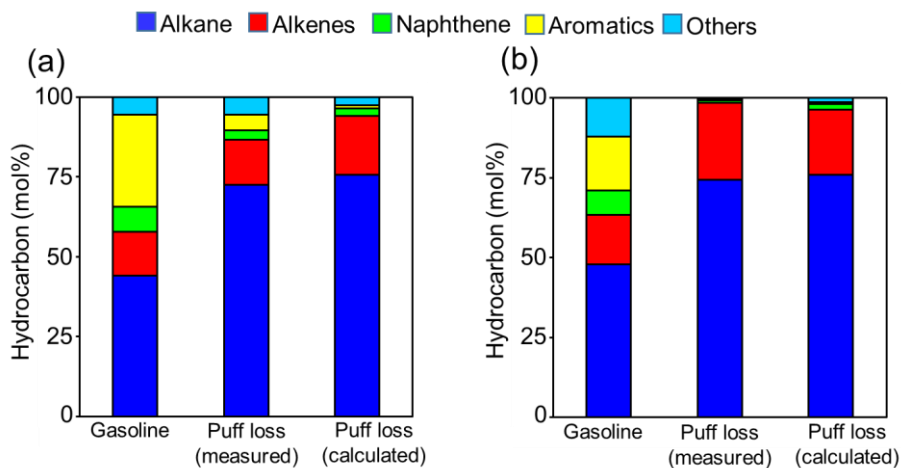 Alkane Alkenes Naphthene Aromatics Others
(a)
Hydrocarbon (mol%)
100
75
50
25
0
Gasoline Puff loss (measured) Puff loss (calculated)
(b)
Hydrocarbon (mol%)
100
75
50
25
0
Gasoline Puff loss (measured) Puff loss (calculated)